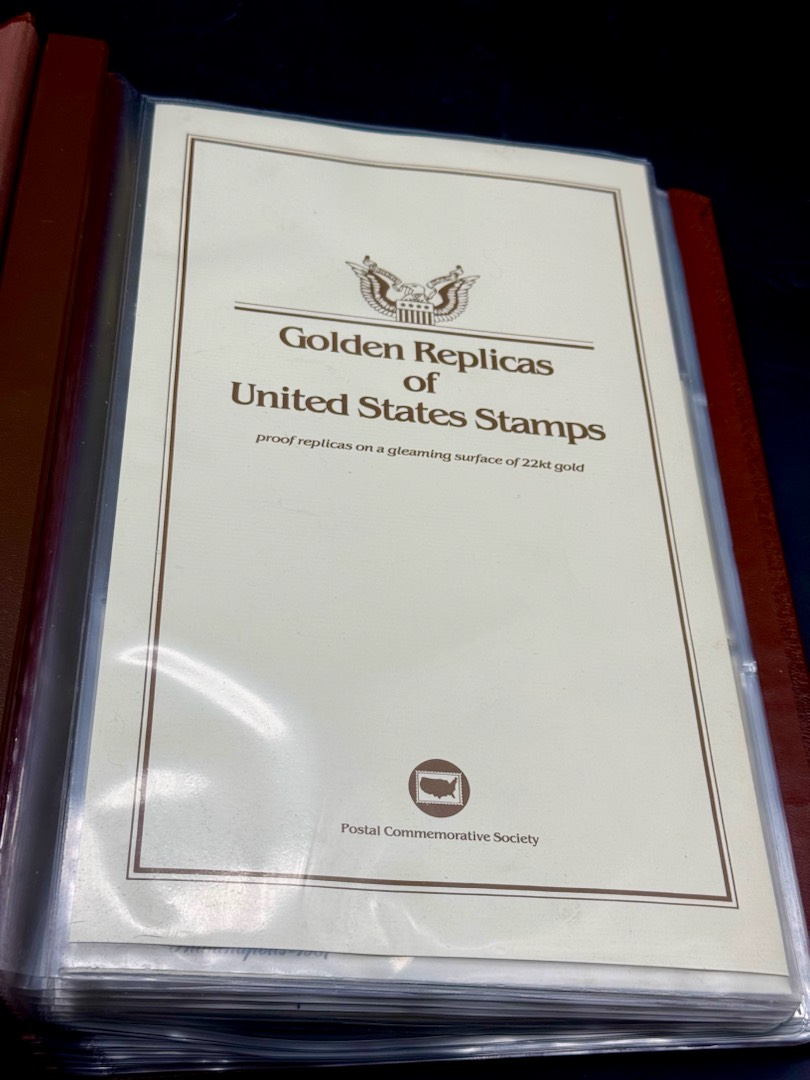 Golden Replicas
of
United States Stamps
proof replicas on a gleaming surface of 22kt gold
Postal Commemorative Society